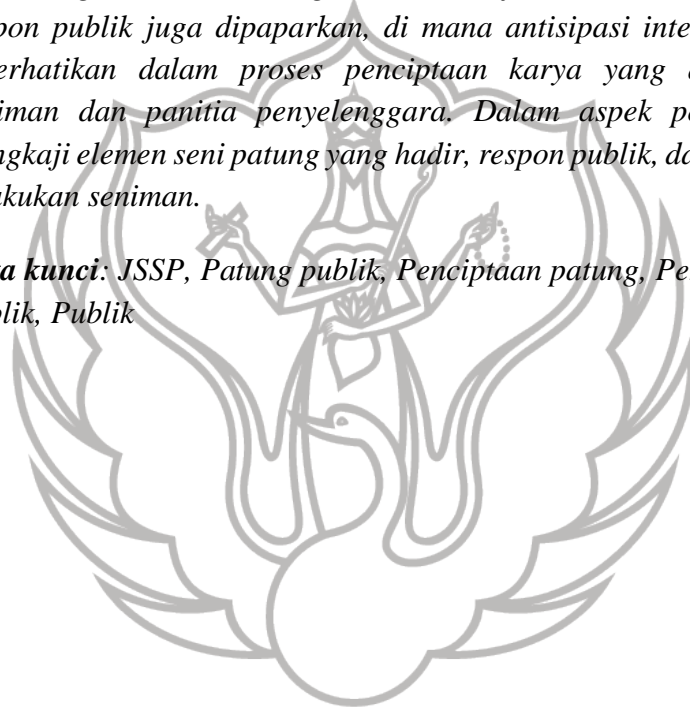 pon publik juga dipaparkan, di mana antisipasi inte
erhatikan dalam proses penciptaan karya yang
iman dan panitia penyelenggara. Dalam aspek p
ngkaji elemen seni patung yang hadir, respon publik, da
akukan seniman.
a kunci: JSSP, Patung publik, Penciptaan patung, Pe
lik, Publik